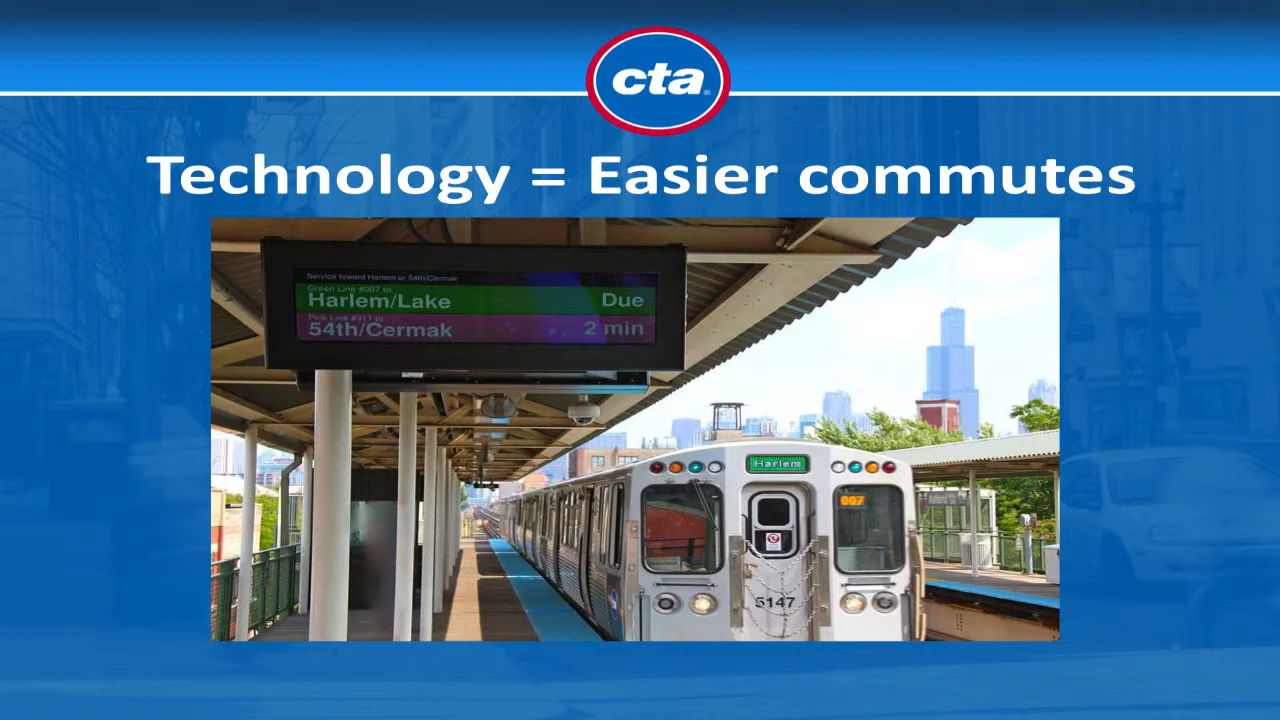 cta
Technology = Easier commutes
Service toward Harlem or 54th/Cermak
Green Line #007 to
Harlem/Lake Due
Pink Line #311 to
54th/Cermak 2 min
Harlem
007
5147